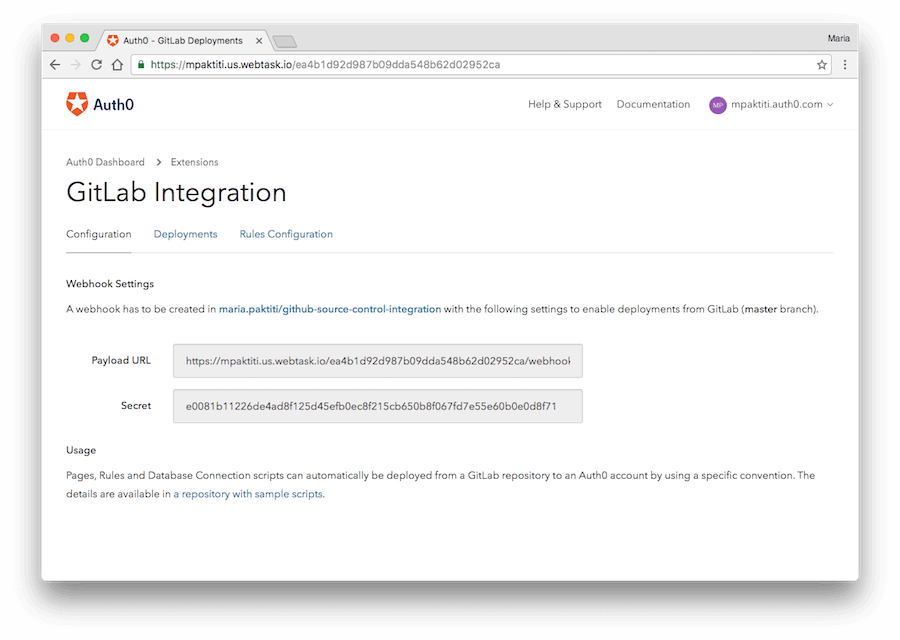 Auth0 - GitLab Deployments
Maria
https://mpaktiti.us.webtask.io/ea4b1d92d987b09dda548b62d02952ca
Auth0
Help & Support Documentation MP mpaktiti.auth0.com
Auth0 Dashboard > Extensions
GitLab Integration
Configuration Deployments Rules Configuration
Webhook Settings
A webhook has to be created in maria.paktiti/github-source-control-integration with the following settings to enable deployments from GitLab (master branch).
Payload URL https://mpaktiti.us.webtask.io/ea4b1d92d987b09dda548b62d02952ca/webhook
Secret e0081b11226de4ad8f125d45efb0ec8f215cb650b8f067fd7e55e60b0e0d8f71
Usage
Pages, Rules and Database Connection scripts can automatically be deployed from a GitLab repository to an Auth0 account by using a specific convention. The
details are available in a repository with sample scripts.